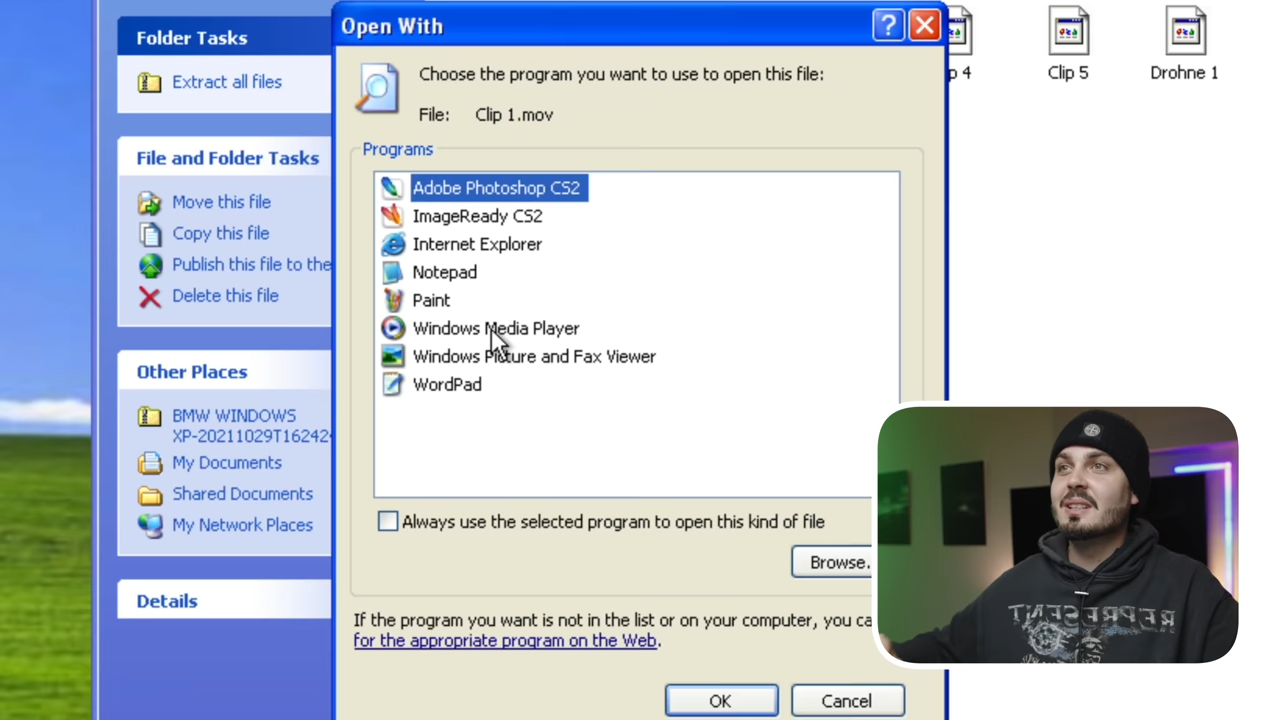 Folder Tasks
Extract all files
File and Folder Tasks
Move this file
Copy this file
Publish this file to the
Delete this file
Other Places
BMW WINDOWS
XP-20211029T16242
My Documents
Shared Documents
My Network Places
Details
Open With
Choose the program you want to use to open this file:
File: Clip 1.mov
Programs
Adobe Photoshop CS2
ImageReady CS2
Internet Explorer
Notepad
Paint
Windows Media Player
Windows Picture and Fax Viewer
WordPad
Always use the selected program to open this kind of file
Browse..
If the program you want is not in the list or on your computer, you ca
for the appropriate program on the Web.
OK
Cancel
p 4
Clip 5
Drohne 1
REPRESENT